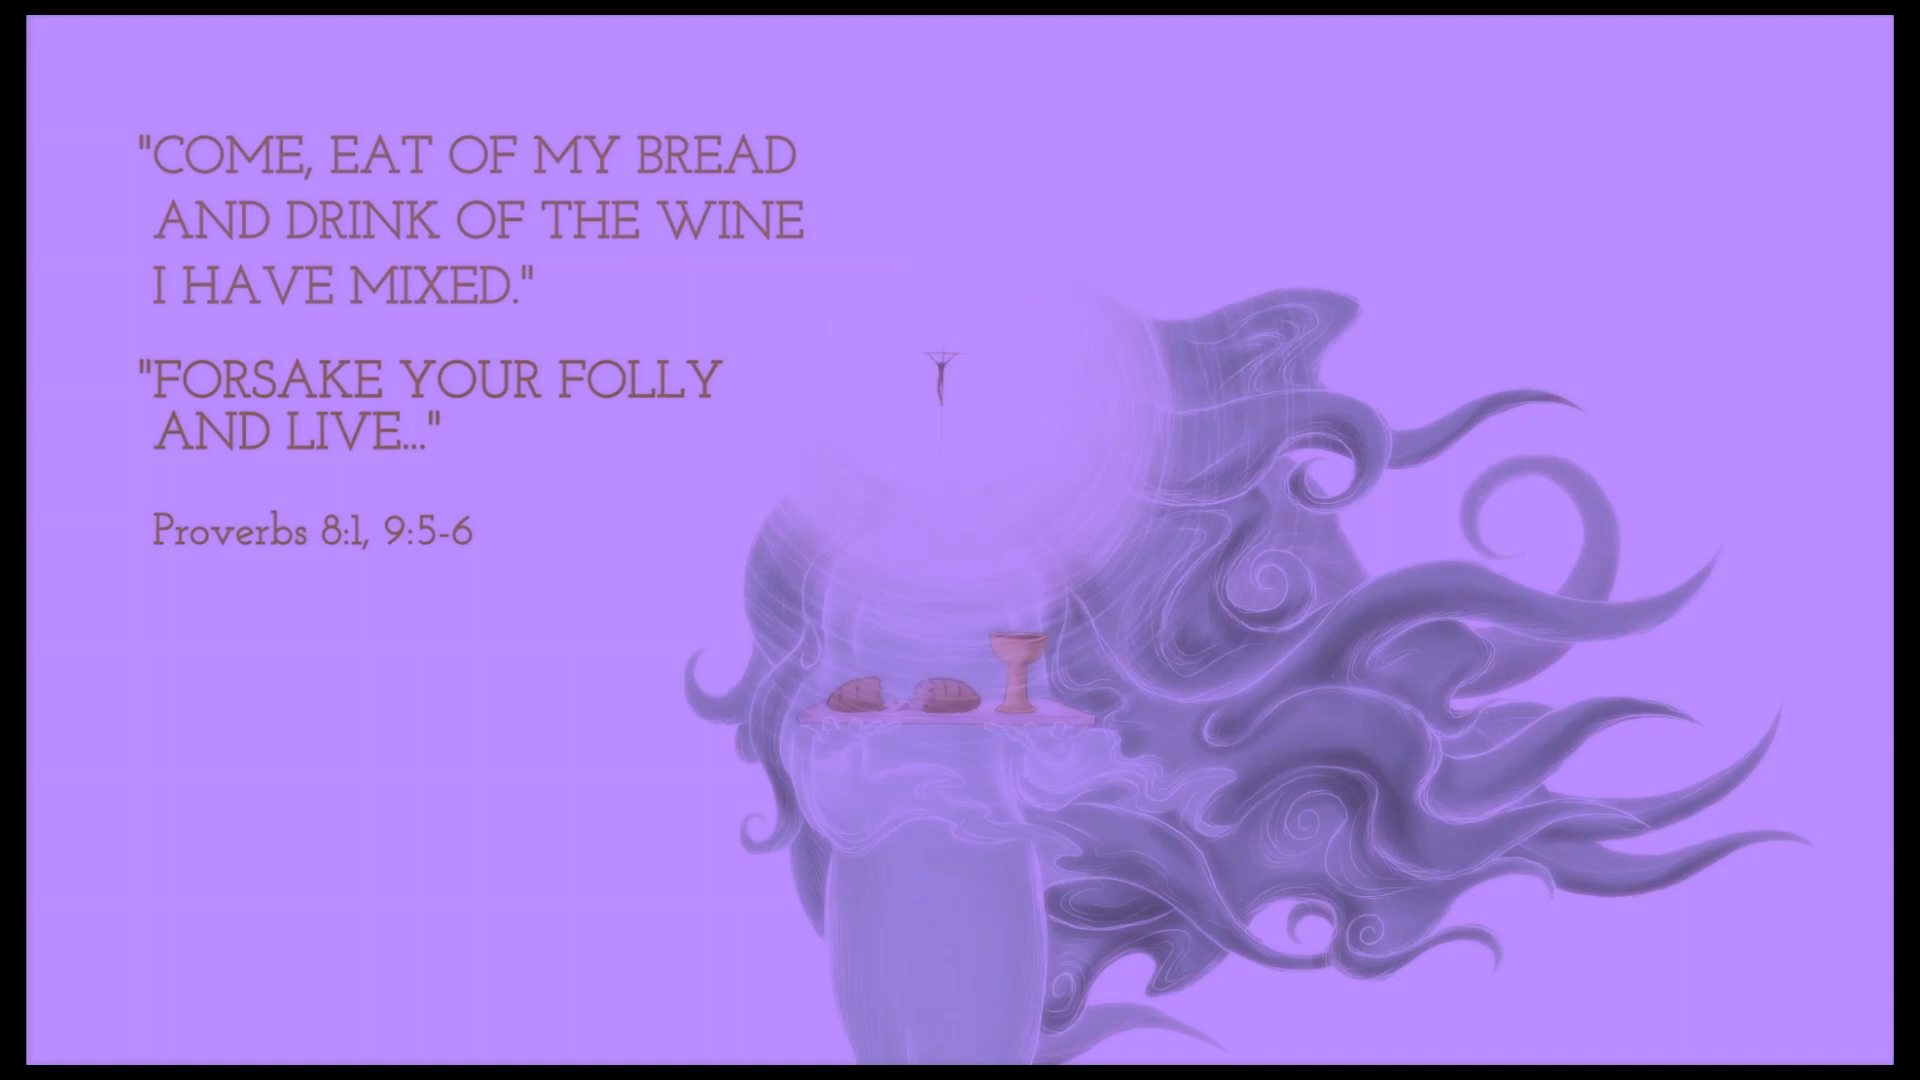 "COME, EAT OF MY BREAD
AND DRINK OF THE WINE
I HAVE MIXED."
"FORSAKE YOUR FOLLY
AND LIVE..."
Proverbs 8:1, 9:5-6